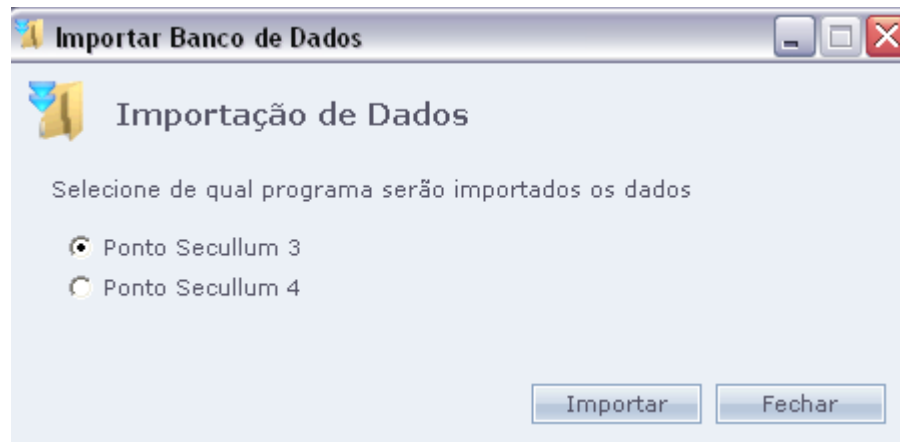 Importar Banco de Dados
Importação de Dados
Selecione de qual programa serão importados os dados
Ponto Secullum 3
Ponto Secullum 4
Importar Fechar